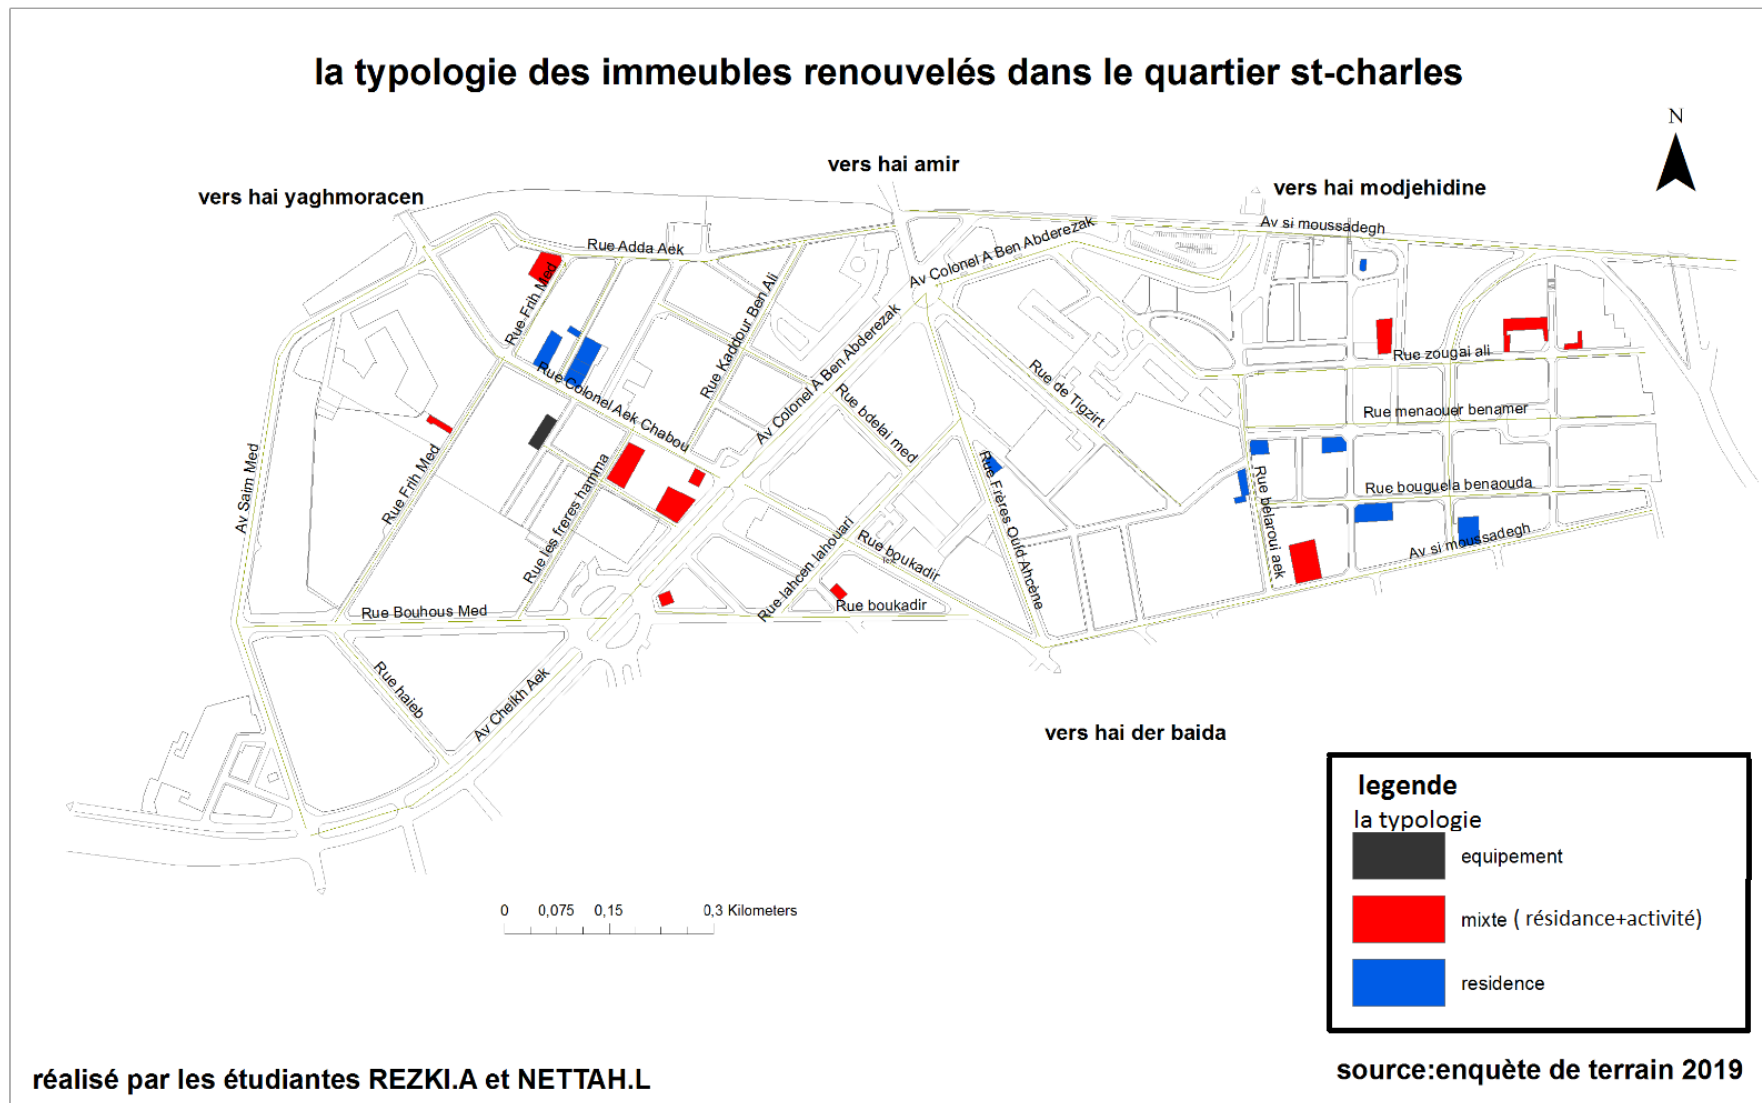 la typologie des immeubles renouvelés dans le quartier st-charles
N
vers hai amir
vers hai yaghmoracen
vers hai modjehidine
Av si moussadegh
Rue Adda Aek
Av Colonel A Ben Abderezak
Rue Frih Med
Rue Kaddour Ben Ali
Av Colonel A Ben Abderezak
Rue zougai ali
Rue Colonel Aek Chabou
Rue de Tigzirt
Rue bdelai med
Rue menaouer benamer
Av Saim Med
Rue Frih Med
Rue les freres hamma
Rue Frères Ouid Ahcène
Rue belaroui aek
Rue bouguela benaouda
Av si moussadegh
Rue lahcen lahouari
Rue boukadir
Rue boukadir
Rue Bouhous Med
Rue haieb
Av Cheikh Aek
vers hai der baida
legende
la typologie
equipement
mixte ( résidance+activité)
residence
0 0,075 0,15 0,3 Kilometers
réalisé par les étudiantes REZKI.A et NETTAH.L
source:enquète de terrain 2019